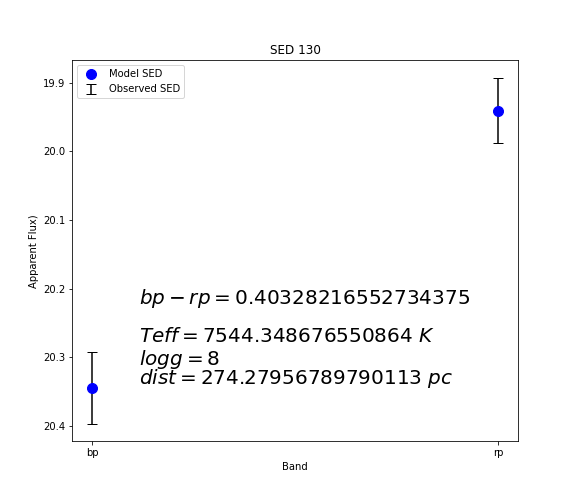 SED 130
Model SED
Observed SED
19.9
20.0
20.1
20.2
20.3
20.4
Apparent Flux)
bp − rp = 0.40328216552734375
Teff = 7544.348676550864 K
logg = 8
dist = 274.27956789790113 pc
bp
rp
Band